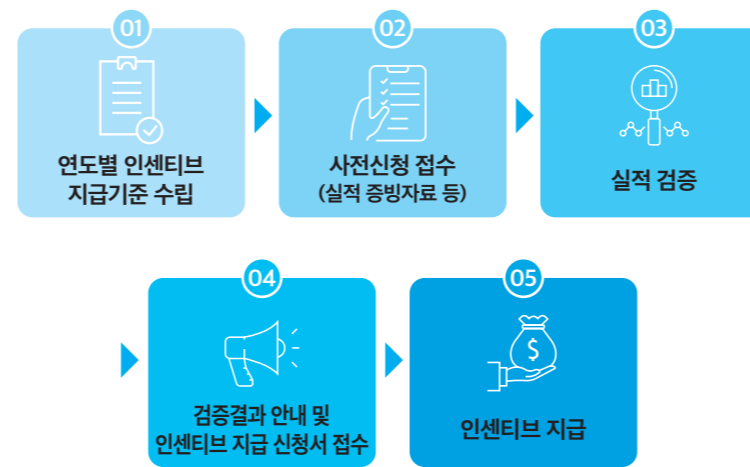 01
연도별 인센티브
지급기준 수립
02
사전신청 접수
(실적 증빙자료 등)
03
실적 검증
04
검증결과 안내 및
인센티브 지급 신청서 접수
05
$
인센티브 지급